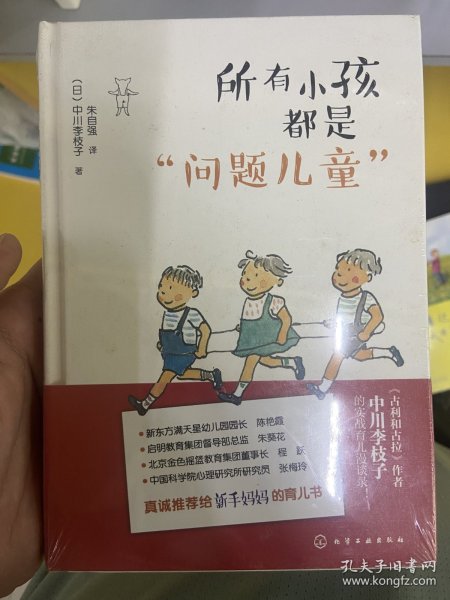 所有小孩
都是
“问题儿童”
（日）中川李枝子 著
朱自强 译
《古利和古拉》作者
中川李枝子
的实战育儿漫谈录！
•新东方满天星幼儿园园长 陈艳霞
•启明教育集团督导部总监 朱葵花
•北京金色摇篮教育集团董事长 程跃
•中国科学院心理研究所研究员 张梅玲
真诚推荐给 的育儿书
化学工业出版社
孔夫子旧书网
www.kongfz.com